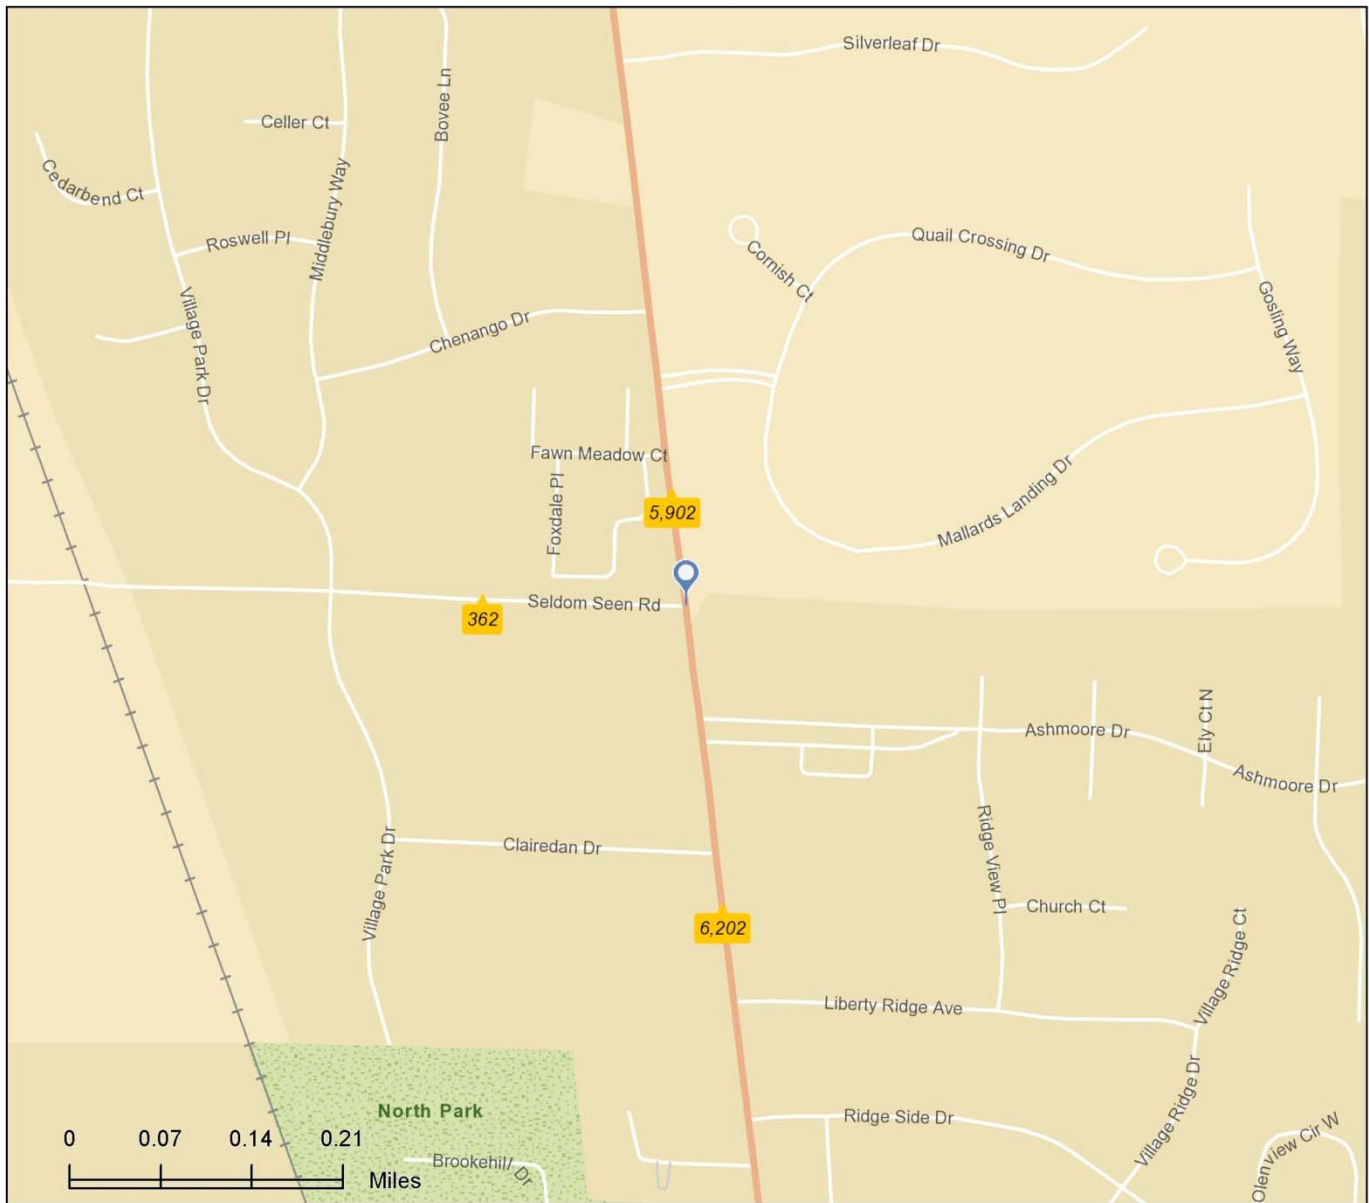 Silverleaf Dr
Bovee Ln
Celler Ct
Cedarbend Ct
Middlebury Way
Roswell Pl
Quail Crossing Dr
Cornish Ct
Gosling Way
Village Park Dr
Chenango Dr
Fawn Meadow Ct
Foxdale Pl
Mallards Landing Dr
5,902
Seldom Seen Rd
362
Ashmoore Dr
Ely Ct N
Ashmoore Dr
Clairedan Dr
Village Park Dr
Ridge View Pl
Church Ct
6,202
Village Ridge Ct
Liberty Ridge Ave
Village Ridge Dr
North Park
Ridge Side Dr
Olenview Cir W
Brookehill Dr
0 0.07 0.14 0.21
Miles